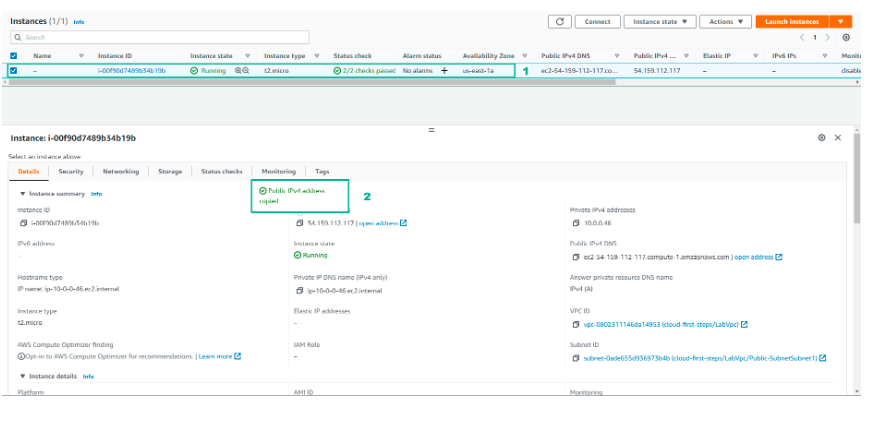 Instances (1/1) Info
Connect Instance state ▼ Actions ▼ Launch Instances ▼
Search
< 1 >
Name Instance ID Instance state Instance type Status check Alarm status Availability Zone Public IPv4 DNS Public IPv4 ... Elastic IP IPv6 IPs Monito
– i-00f90d7489b34b19b Running t2.micro 2/2 checks passec No alarms + us-east-1a 1 ec2-54-159-112-117.co... 54.159.112.117 – – disable
Instance: i-00f90d7489b34b19b
Select an instance above
Details Security Networking Storage Status checks Monitoring Tags
▼ Instance summary Info
Public IPv4 address
copied
2
Instance ID Private IPv4 addresses
i-00f90d7489b34b19b 54.159.112.117 | open address 10.0.0.46
IPv6 address Instance state Public IPv4 DNS
– Running ec2-54-159-112-117.compute-1.amazonaws.com | open address
Hostname type Private IP DNS name (IPv4 only) Answer private resource DNS name
IP name: ip-10-0-0-46.ec2.internal ip-10-0-0-46.ec2.internal IPv4 (A)
Instance type Elastic IP addresses VPC ID
t2.micro – vpc-0802311146da14953 (cloud-first-steps/LabVpc)
AWS Compute Optimizer finding IAM Role Subnet ID
Opt-in to AWS Compute Optimizer for recommendations. | Learn more – subnet-0ade655d936973b4b (cloud-first-steps/LabVpc/Public-SubnetSubnet1)
▼ Instance details Info
Platform AMI ID Monitoring